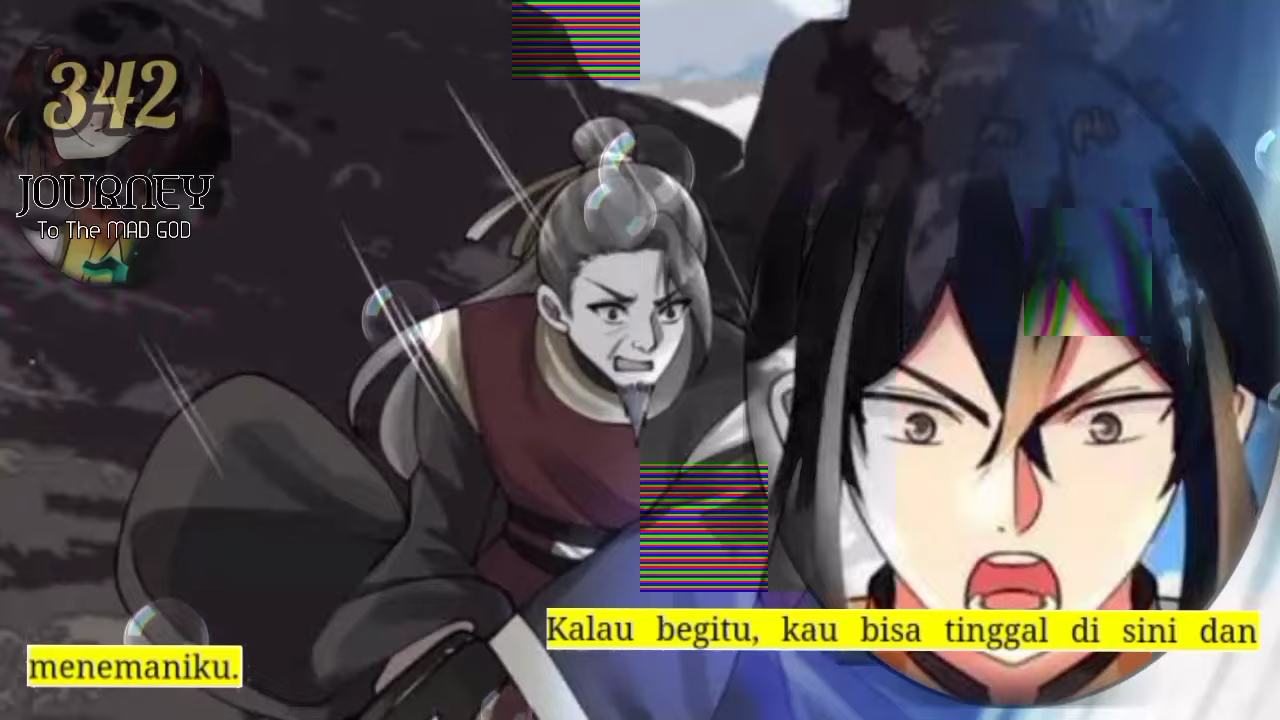 342
JOURNEY
To The MAD GOD
Kalau begitu, kau bisa tinggal di sini dan
menemaniku.